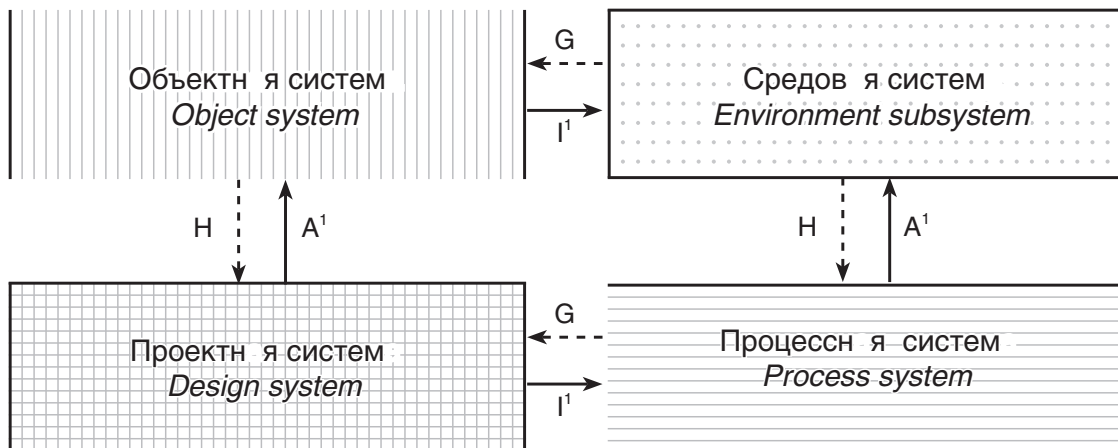 Объектн я систем
Object system
G
I¹
Средов я систем
Environment subsystem
H
A¹
H
A¹
Проектн я систем
Design system
G
I¹
Процессн я систем
Process system